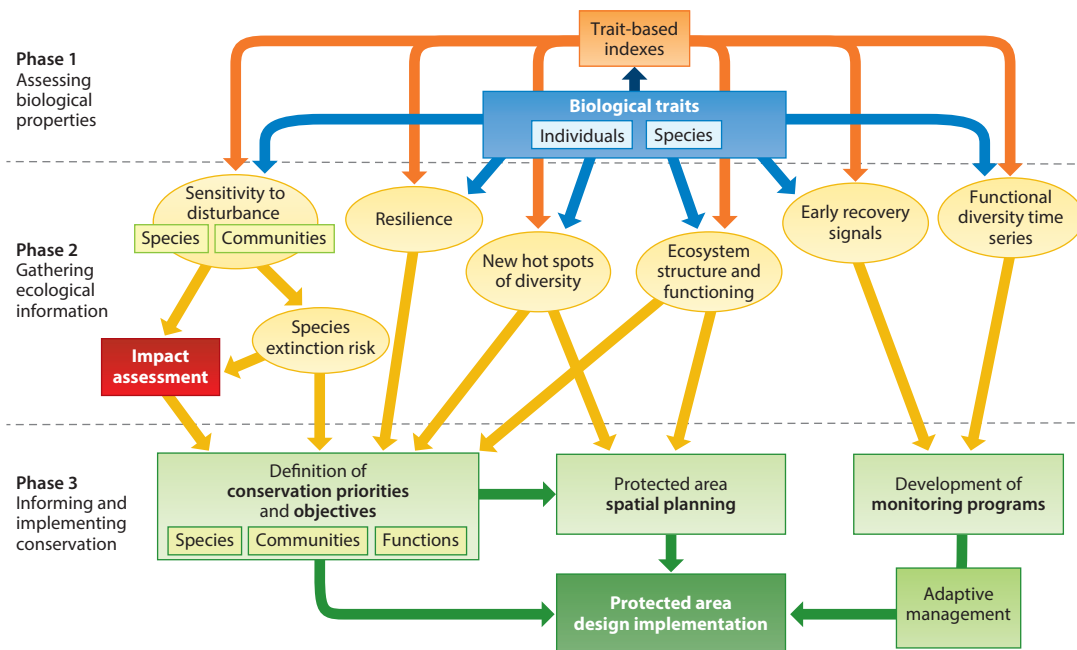 Phase 1
Assessing
biological
properties
Trait-based
indexes
Biological traits
Individuals
Species
Phase 2
Gathering
ecological
information
Sensitivity to
disturbance
Species
Communities
Resilience
New hot spots
of diversity
Ecosystem
structure and
functioning
Early recovery
signals
Functional
diversity time
series
Species
extinction risk
Impact
assessment
Phase 3
Informing and
implementing
conservation
Definition of
conservation priorities
and objectives
Species
Communities
Functions
Protected area
spatial planning
Development of
monitoring programs
Protected area
design implementation
Adaptive
management